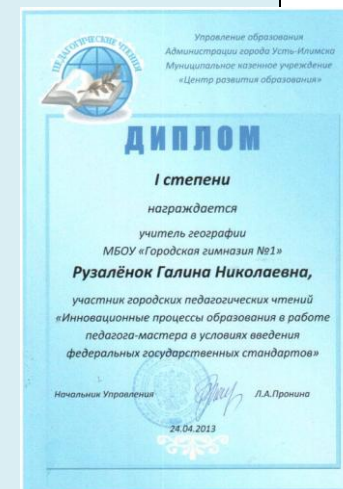 ПЕДАГОГИЧЕСКИЕ ЧТЕНИЯ
Управление образования
Администрации города Усть-Илимска
Муниципальное казенное учреждение
«Центр развития образования»
ДИПЛОМ
I степени
награждается
учитель географии
МБОУ «Городская гимназия №1»
Рузалёнок Галина Николаевна,
участник городских педагогических чтений
«Инновационные процессы образования в работе
педагога-мастера в условиях введения
федеральных государственных стандартов»
Начальник Управления Л.А.Пронина
24.04.2013